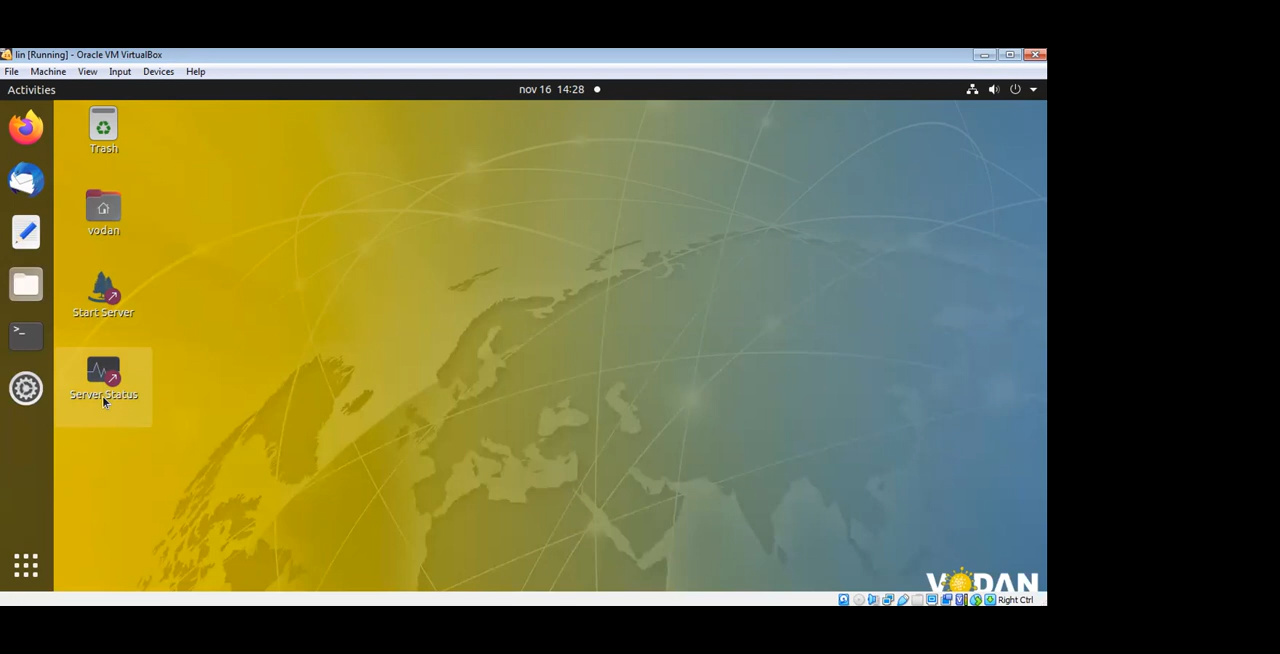 lin [Running] - Oracle VM VirtualBox
File Machine View Input Devices Help
Activities
nov 16 14:28
Trash
vodan
Start Server
>_
Server Status
VODAN
Right Ctrl